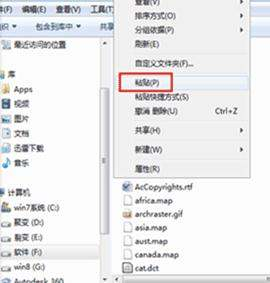 查看(V)
排序方式(O)
分组依据(P)
刷新(E)
自定义文件夹(F)...
粘贴(P)
粘贴快捷方式(S)
撤消 删除(U) Ctrl+Z
共享(H)
新建(W)
属性(R)
文件(F) 编辑(E) 查看(V) 工具(T)
组织 包含到库中 共享
最近访问的位置
库
Apps
视频
图片
文档
迅雷下载
音乐
计算机
win7系统 (C:)
聚变 (D:)
裂变 (E:)
软件 (F:)
win8 (G:)
Autodesk 360
AcCopyrights.rtf
africa.map
archraster.gif
asia.map
aust.map
canada.map
cat.dct